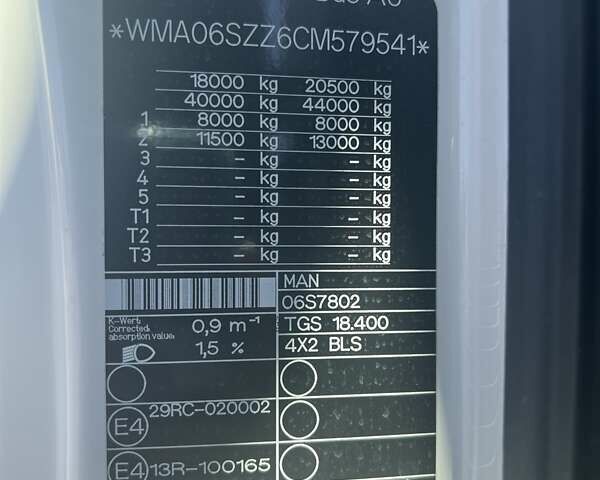 *WMA06SZZ6CM579541*
18000 kg 20500 kg
40000 kg 44000 kg
1 8000 kg 8000 kg
2 11500 kg 13000 kg
3 – kg – kg
4 – kg – kg
5 – kg – kg
T1 – kg – kg
T2 – kg – kg
T3 – kg – kg
MAN
06S7802
K-Wert:
Corrected
absorption value:
0,9 m⁻¹
TGS 18.400
1,5 %
4X2 BLS
E4 29RC-020002
E4 13R-100165